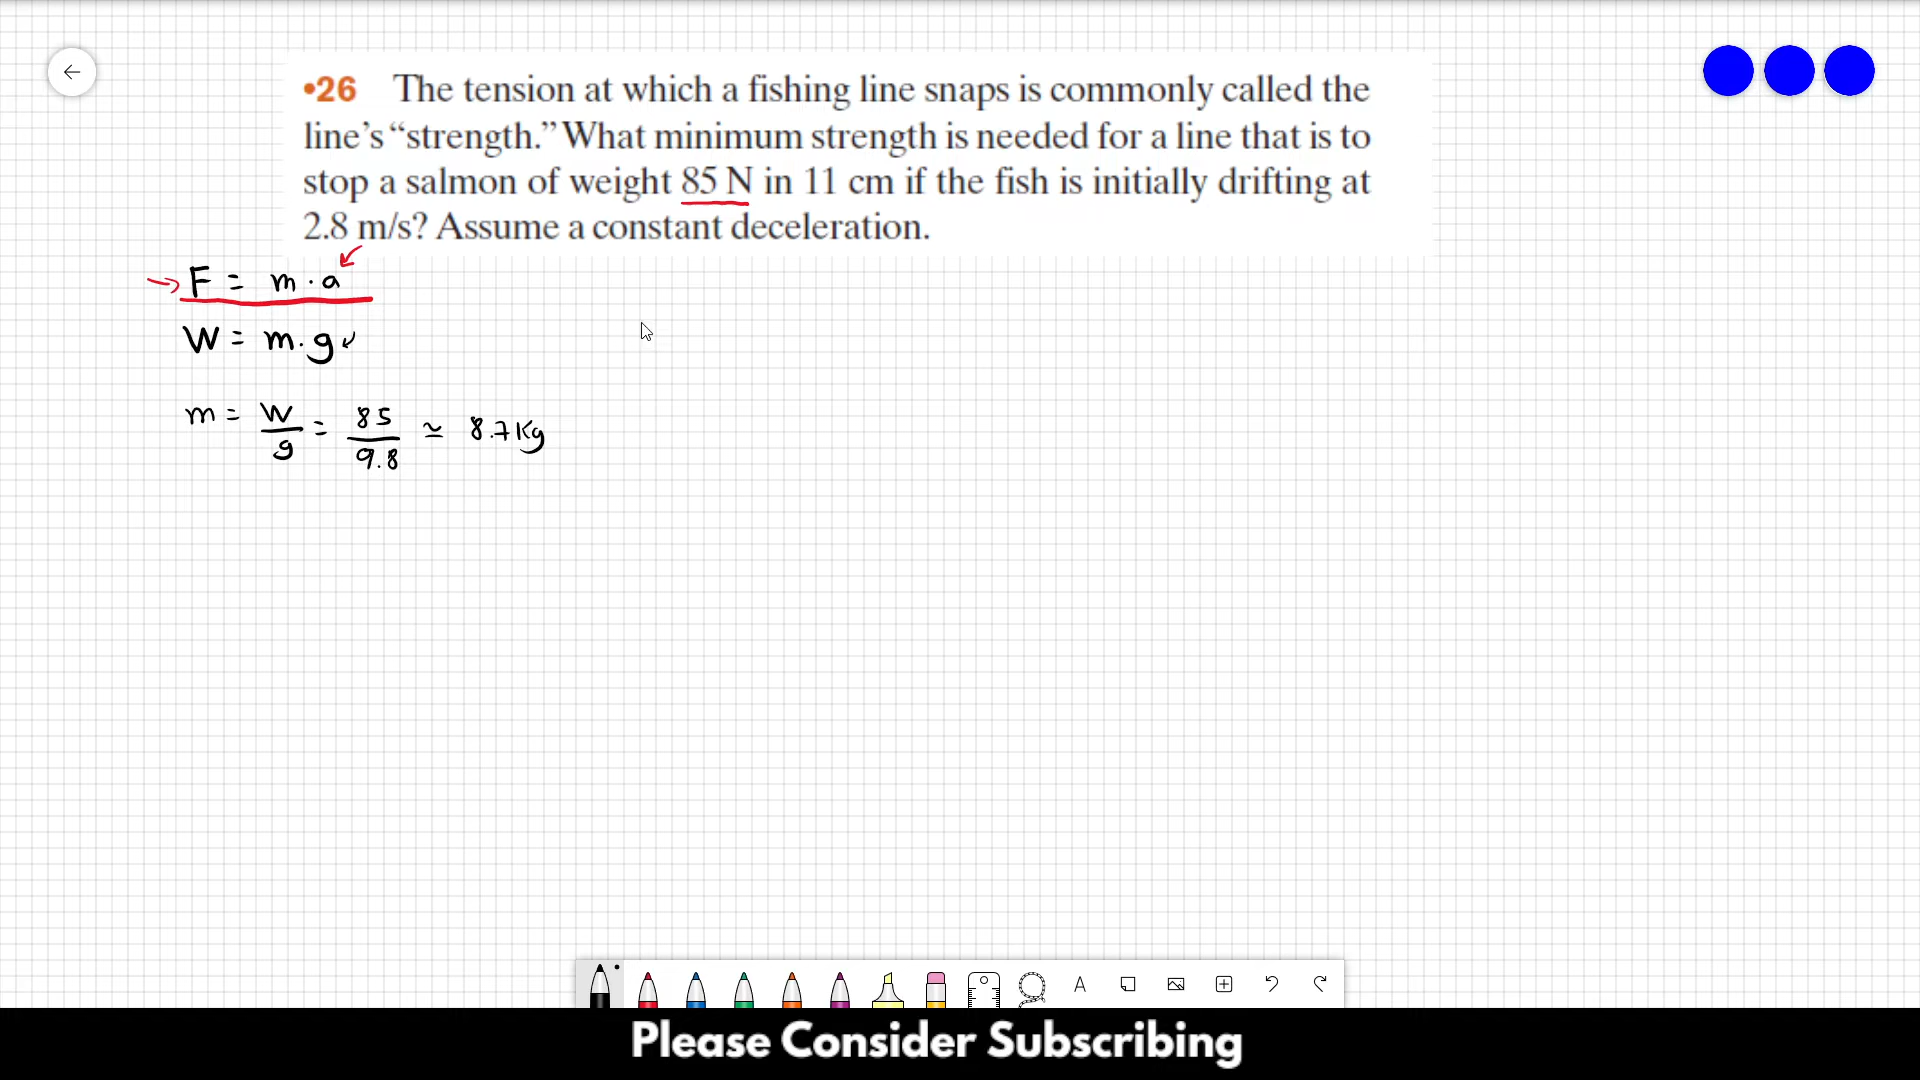 •26 The tension at which a fishing line snaps is commonly called the
line's “strength.” What minimum strength is needed for a line that is to
stop a salmon of weight 85 N in 11 cm if the fish is initially drifting at
2.8 m/s? Assume a constant deceleration.
→ F = m · a
W = m · g
m = W/g = 85/9.8 ≃ 8.7 Kg
A
Please Consider Subscribing